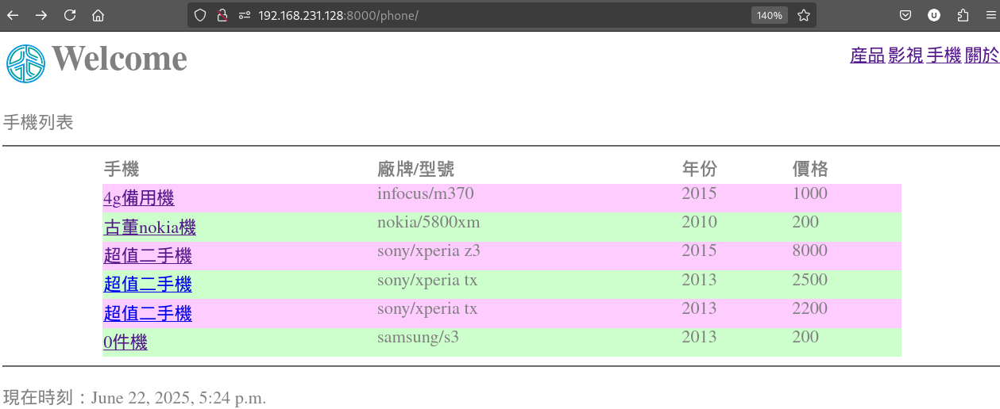 192.168.231.128:8000/phone/ 140% U
Welcome 産品 影視 手機 關於
手機列表
手機 廠牌/型號 年份 價格
4g備用機 infocus/m370 2015 1000
古董nokia機 nokia/5800xm 2010 200
超值二手機 sony/xperia z3 2015 8000
超值二手機 sony/xperia tx 2013 2500
超值二手機 sony/xperia tx 2013 2200
0件機 samsung/s3 2013 200
現在時刻：June 22, 2025, 5:24 p.m.